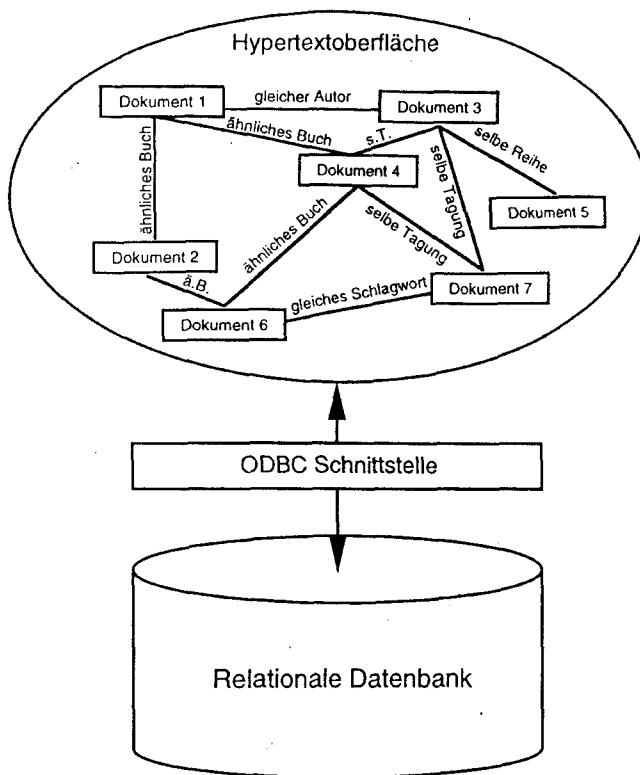 Hypertextoberfläche
Dokument 1
gleicher Autor
Dokument 3
ähnliches Buch
s.T.
selbe Reihe
ähnliches Buch
Dokument 4
selbe Tagung
Dokument 5
Dokument 2
ähnliches Buch
selbe Tagung
ä.B.
gleiches Schlagwort
Dokument 7
Dokument 6
ODBC Schnittstelle
Relationale Datenbank